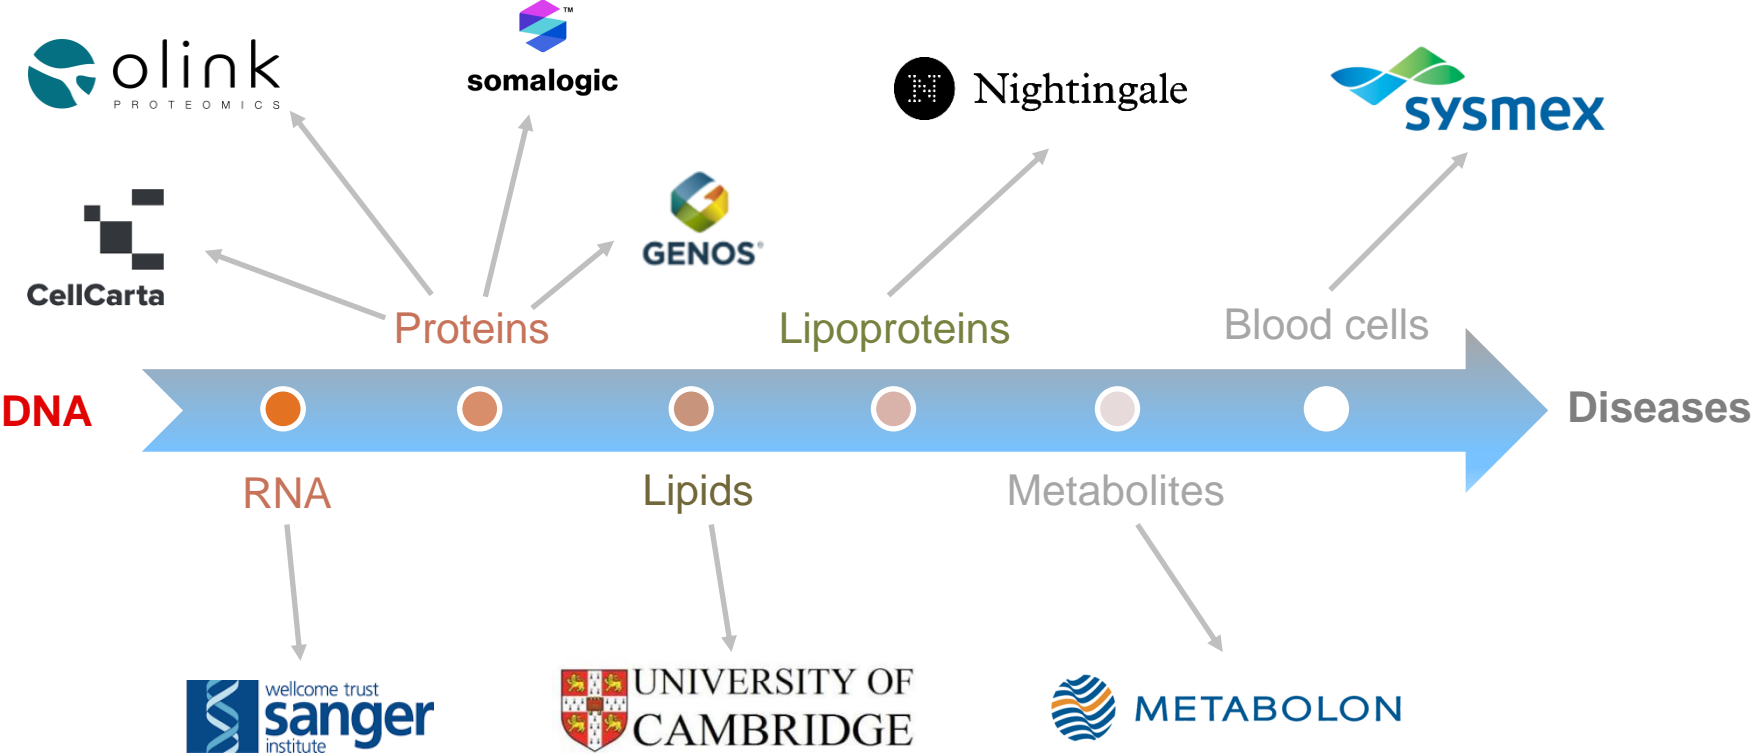 olink
PROTEOMICS
™
somalogic
Nightingale
sysmex
CellCarta
GENOS®
Proteins
Lipoproteins
Blood cells
DNA
Diseases
RNA
Lipids
Metabolites
wellcome trust
sanger
institute
UNIVERSITY OF
CAMBRIDGE
METABOLON